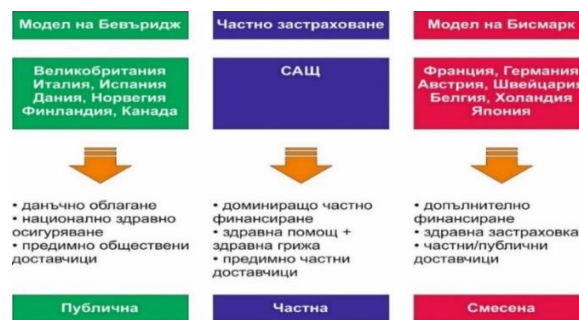 Модел на Бевъридж
Великобритания
Италия, Испания
Дания, Норвегия
Финландия, Канада
• данъчно облагане
• национално здравно
осигуряване
• предимно обществени
доставчици
Публична
Частно застраховане
САЩ
• доминиращо частно
финансиране
• здравна помощ +
здравна грижа
• предимно частни
доставчици
Частна
Модел на Бисмарк
Франция, Германия
Австрия, Швейцария
Белгия, Холандия
Япония
• допълнително
финансиране
• здравна застраховка
• частни/публични
доставчици
Смесена